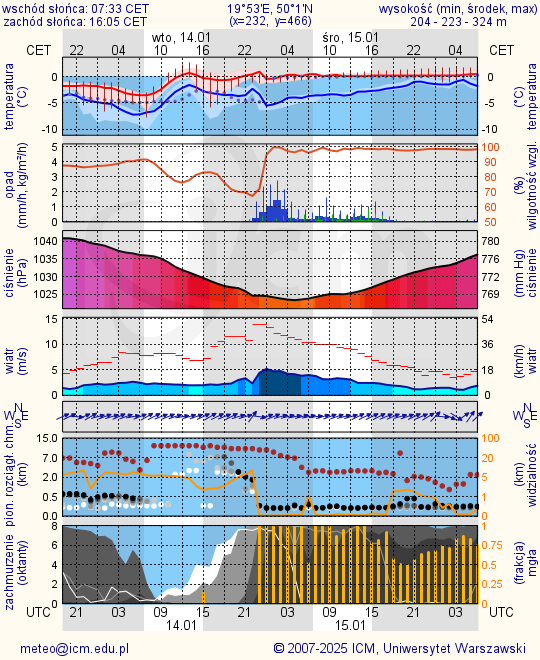 wschód słońca: 07:33 CET 19°53'E, 50°1'N wysokość (min, środek, max)
zachód słońca: 16:05 CET (x=232, y=466) 204 - 223 - 324 m
wto, 14.01 śro, 15.01
CET 22 04 10 16 22 04 10 16 22 04 CET
temperatura (°C) 0 -5 -10 0 -5 -10 (°C) temperatura
opad (mm/h, kg/m²/h) 5 4 3 2 1 0 100 90 80 70 60 50 (%) wilgotność wzgl.
ciśnienie (hPa) 1040 1035 1030 1025 780 776 772 769 (mm Hg) ciśnienie
wiatr (m/s) 15 10 5 0 54 36 18 0 (km/h) wiatr
N W E S N W E S
pion. rozciągł. chm. (km) 15.0 10.0 5.0 2.0 0.5 0.0 100 20 10 5 1 0 (km) widzialność
zachmurzenie (oktanty) 8 6 4 2 0 1 0.75 0.5 0.25 0 (frakcja) mgła
UTC 21 03 09 15 21 03 09 15 21 03 UTC
14.01 15.01
meteo@icm.edu.pl © 2007-2025 ICM, Uniwersytet Warszawski